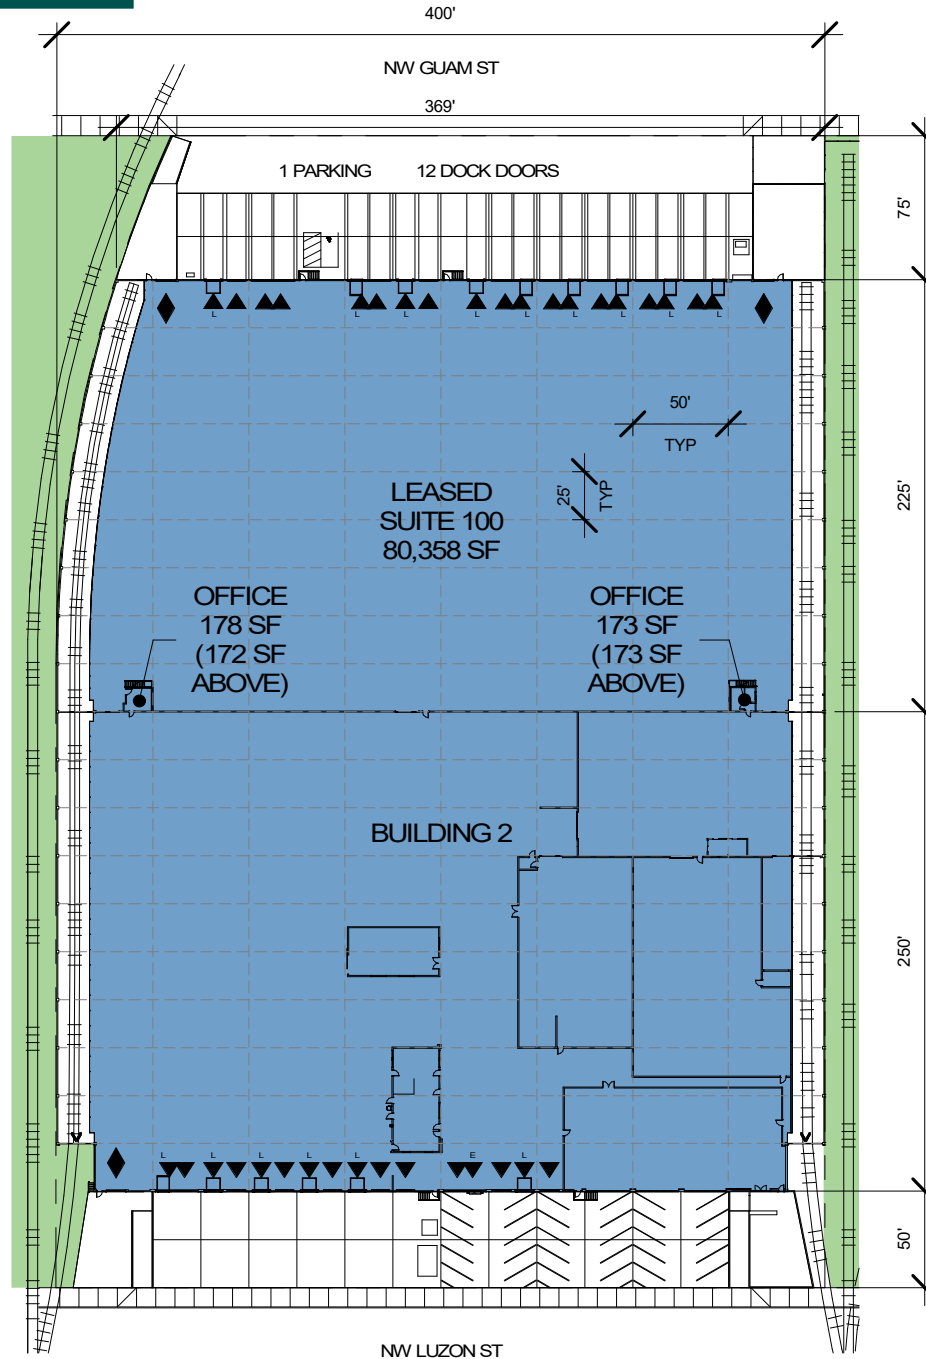 400'
NW GUAM ST
369'
1 PARKING 12 DOCK DOORS
75'
L L L L L L L L L
50'
TYP
25'
TYP
225'
LEASED
SUITE 100
80,358 SF
OFFICE
178 SF
(172 SF
ABOVE)
OFFICE
173 SF
(173 SF
ABOVE)
BUILDING 2
250'
L L L L L E L
50'
NW LUZON ST